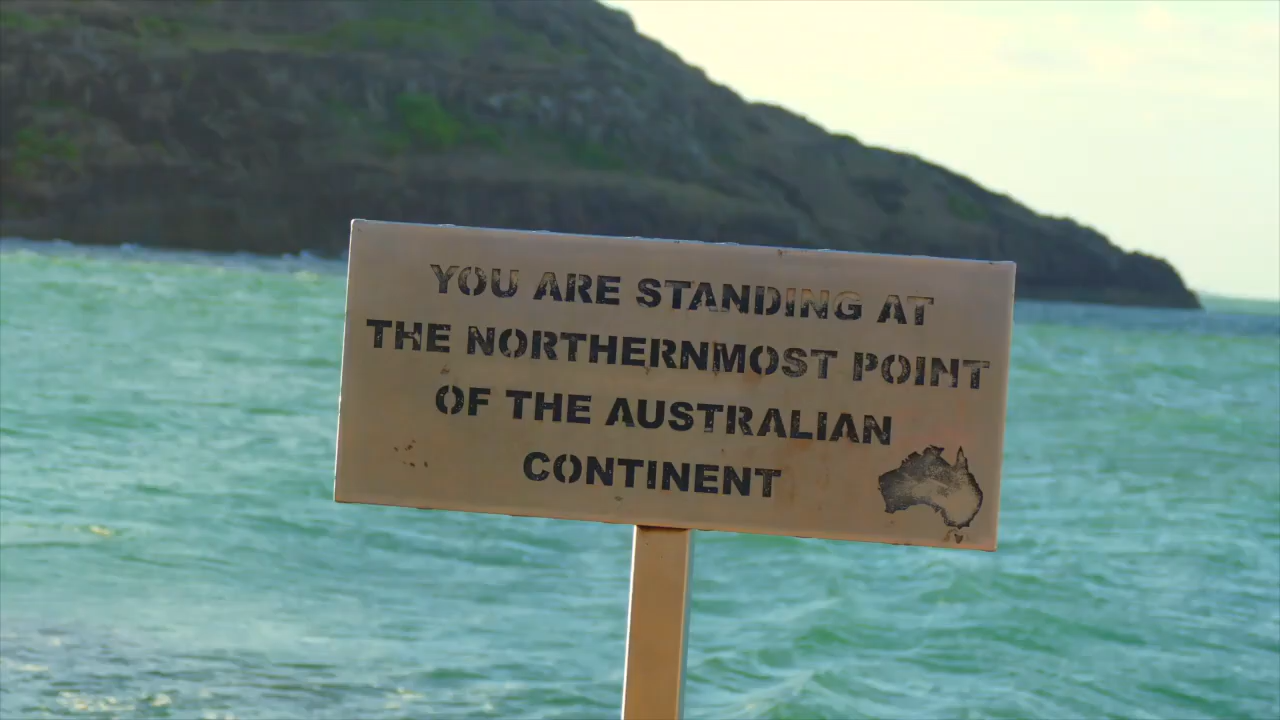 YOU ARE STANDING AT
THE NORTHERNMOST POINT
OF THE AUSTRALIAN
CONTINENT